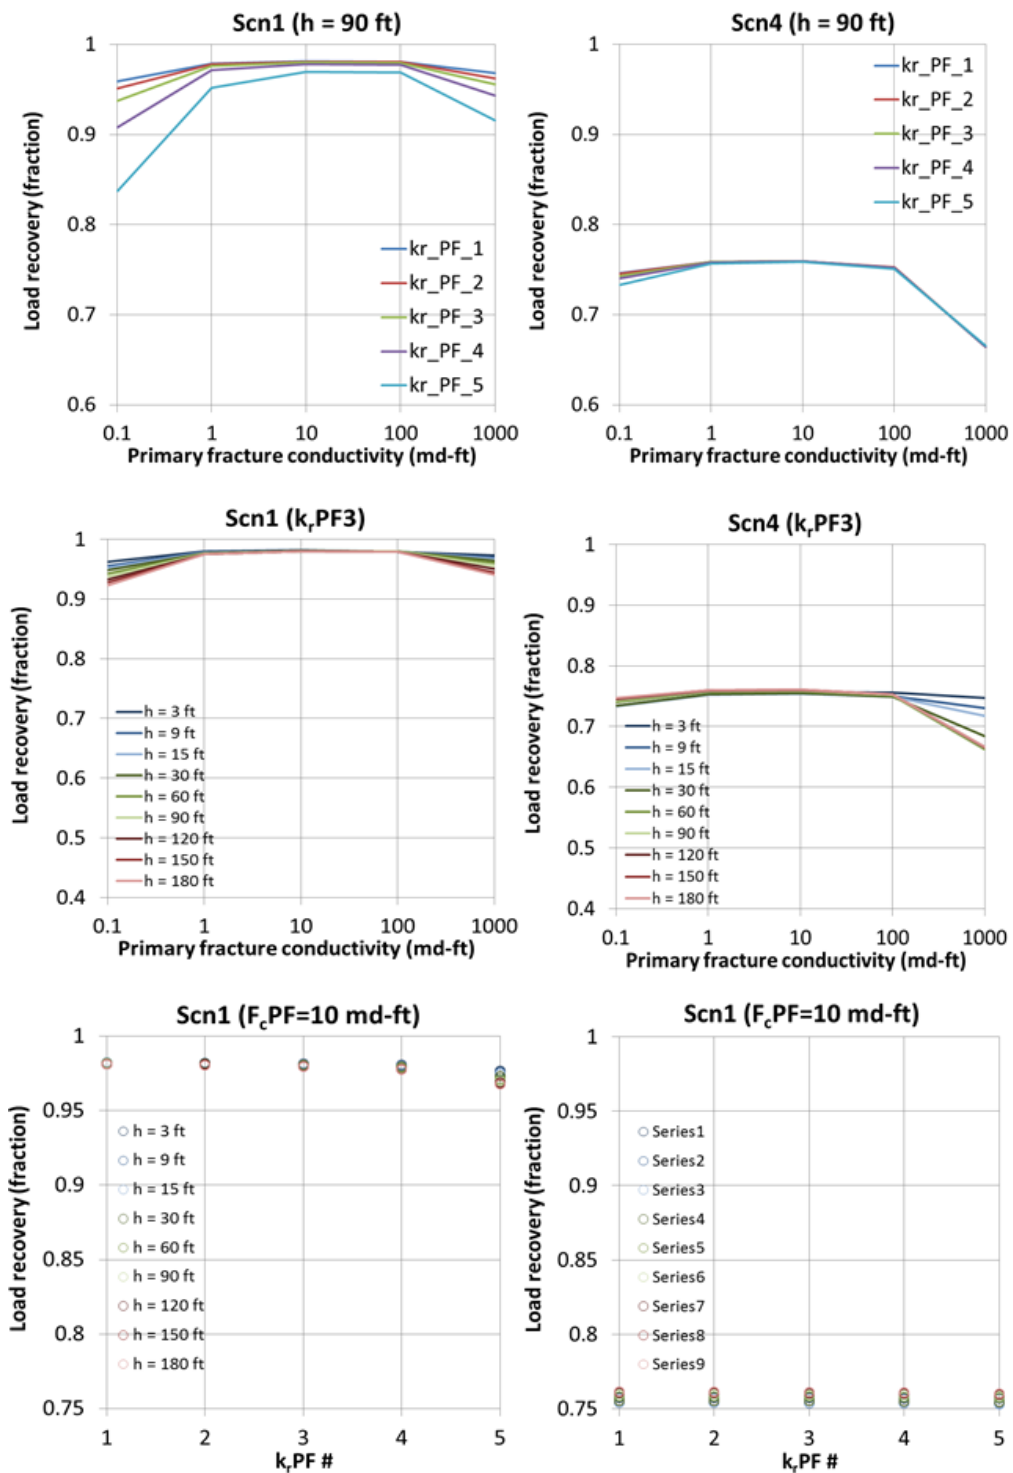 Scn1 (h = 90 ft)
1
0.9
0.8
0.7
0.6
Load recovery (fraction)
kr_PF_1
kr_PF_2
kr_PF_3
kr_PF_4
kr_PF_5
0.1 1 10 100 1000
Primary fracture conductivity (md-ft)
Scn4 (h = 90 ft)
1
0.9
0.8
0.7
0.6
Load recovery (fraction)
kr_PF_1
kr_PF_2
kr_PF_3
kr_PF_4
kr_PF_5
0.1 1 10 100 1000
Primary fracture conductivity (md-ft)
Scn1 (krPF3)
1
0.9
0.8
0.7
0.6
0.5
0.4
Load recovery (fraction)
h = 3 ft
h = 9 ft
h = 15 ft
h = 30 ft
h = 60 ft
h = 90 ft
h = 120 ft
h = 150 ft
h = 180 ft
0.1 1 10 100 1000
Primary fracture conductivity (md-ft)
Scn4 (krPF3)
1
0.9
0.8
0.7
0.6
0.5
0.4
Load recovery (fraction)
h = 3 ft
h = 9 ft
h = 15 ft
h = 30 ft
h = 60 ft
h = 90 ft
h = 120 ft
h = 150 ft
h = 180 ft
0.1 1 10 100 1000
Primary fracture conductivity (md-ft)
Scn1 (FcPF=10 md-ft)
1
0.95
0.9
0.85
0.8
0.75
Load recovery (fraction)
h = 3 ft
h = 9 ft
h = 15 ft
h = 30 ft
h = 60 ft
h = 90 ft
h = 120 ft
h = 150 ft
h = 180 ft
1 2 3 4 5
krPF #
Scn1 (FcPF=10 md-ft)
1
0.95
0.9
0.85
0.8
0.75
Load recovery (fraction)
Series1
Series2
Series3
Series4
Series5
Series6
Series7
Series8
Series9
1 2 3 4 5
krPF #